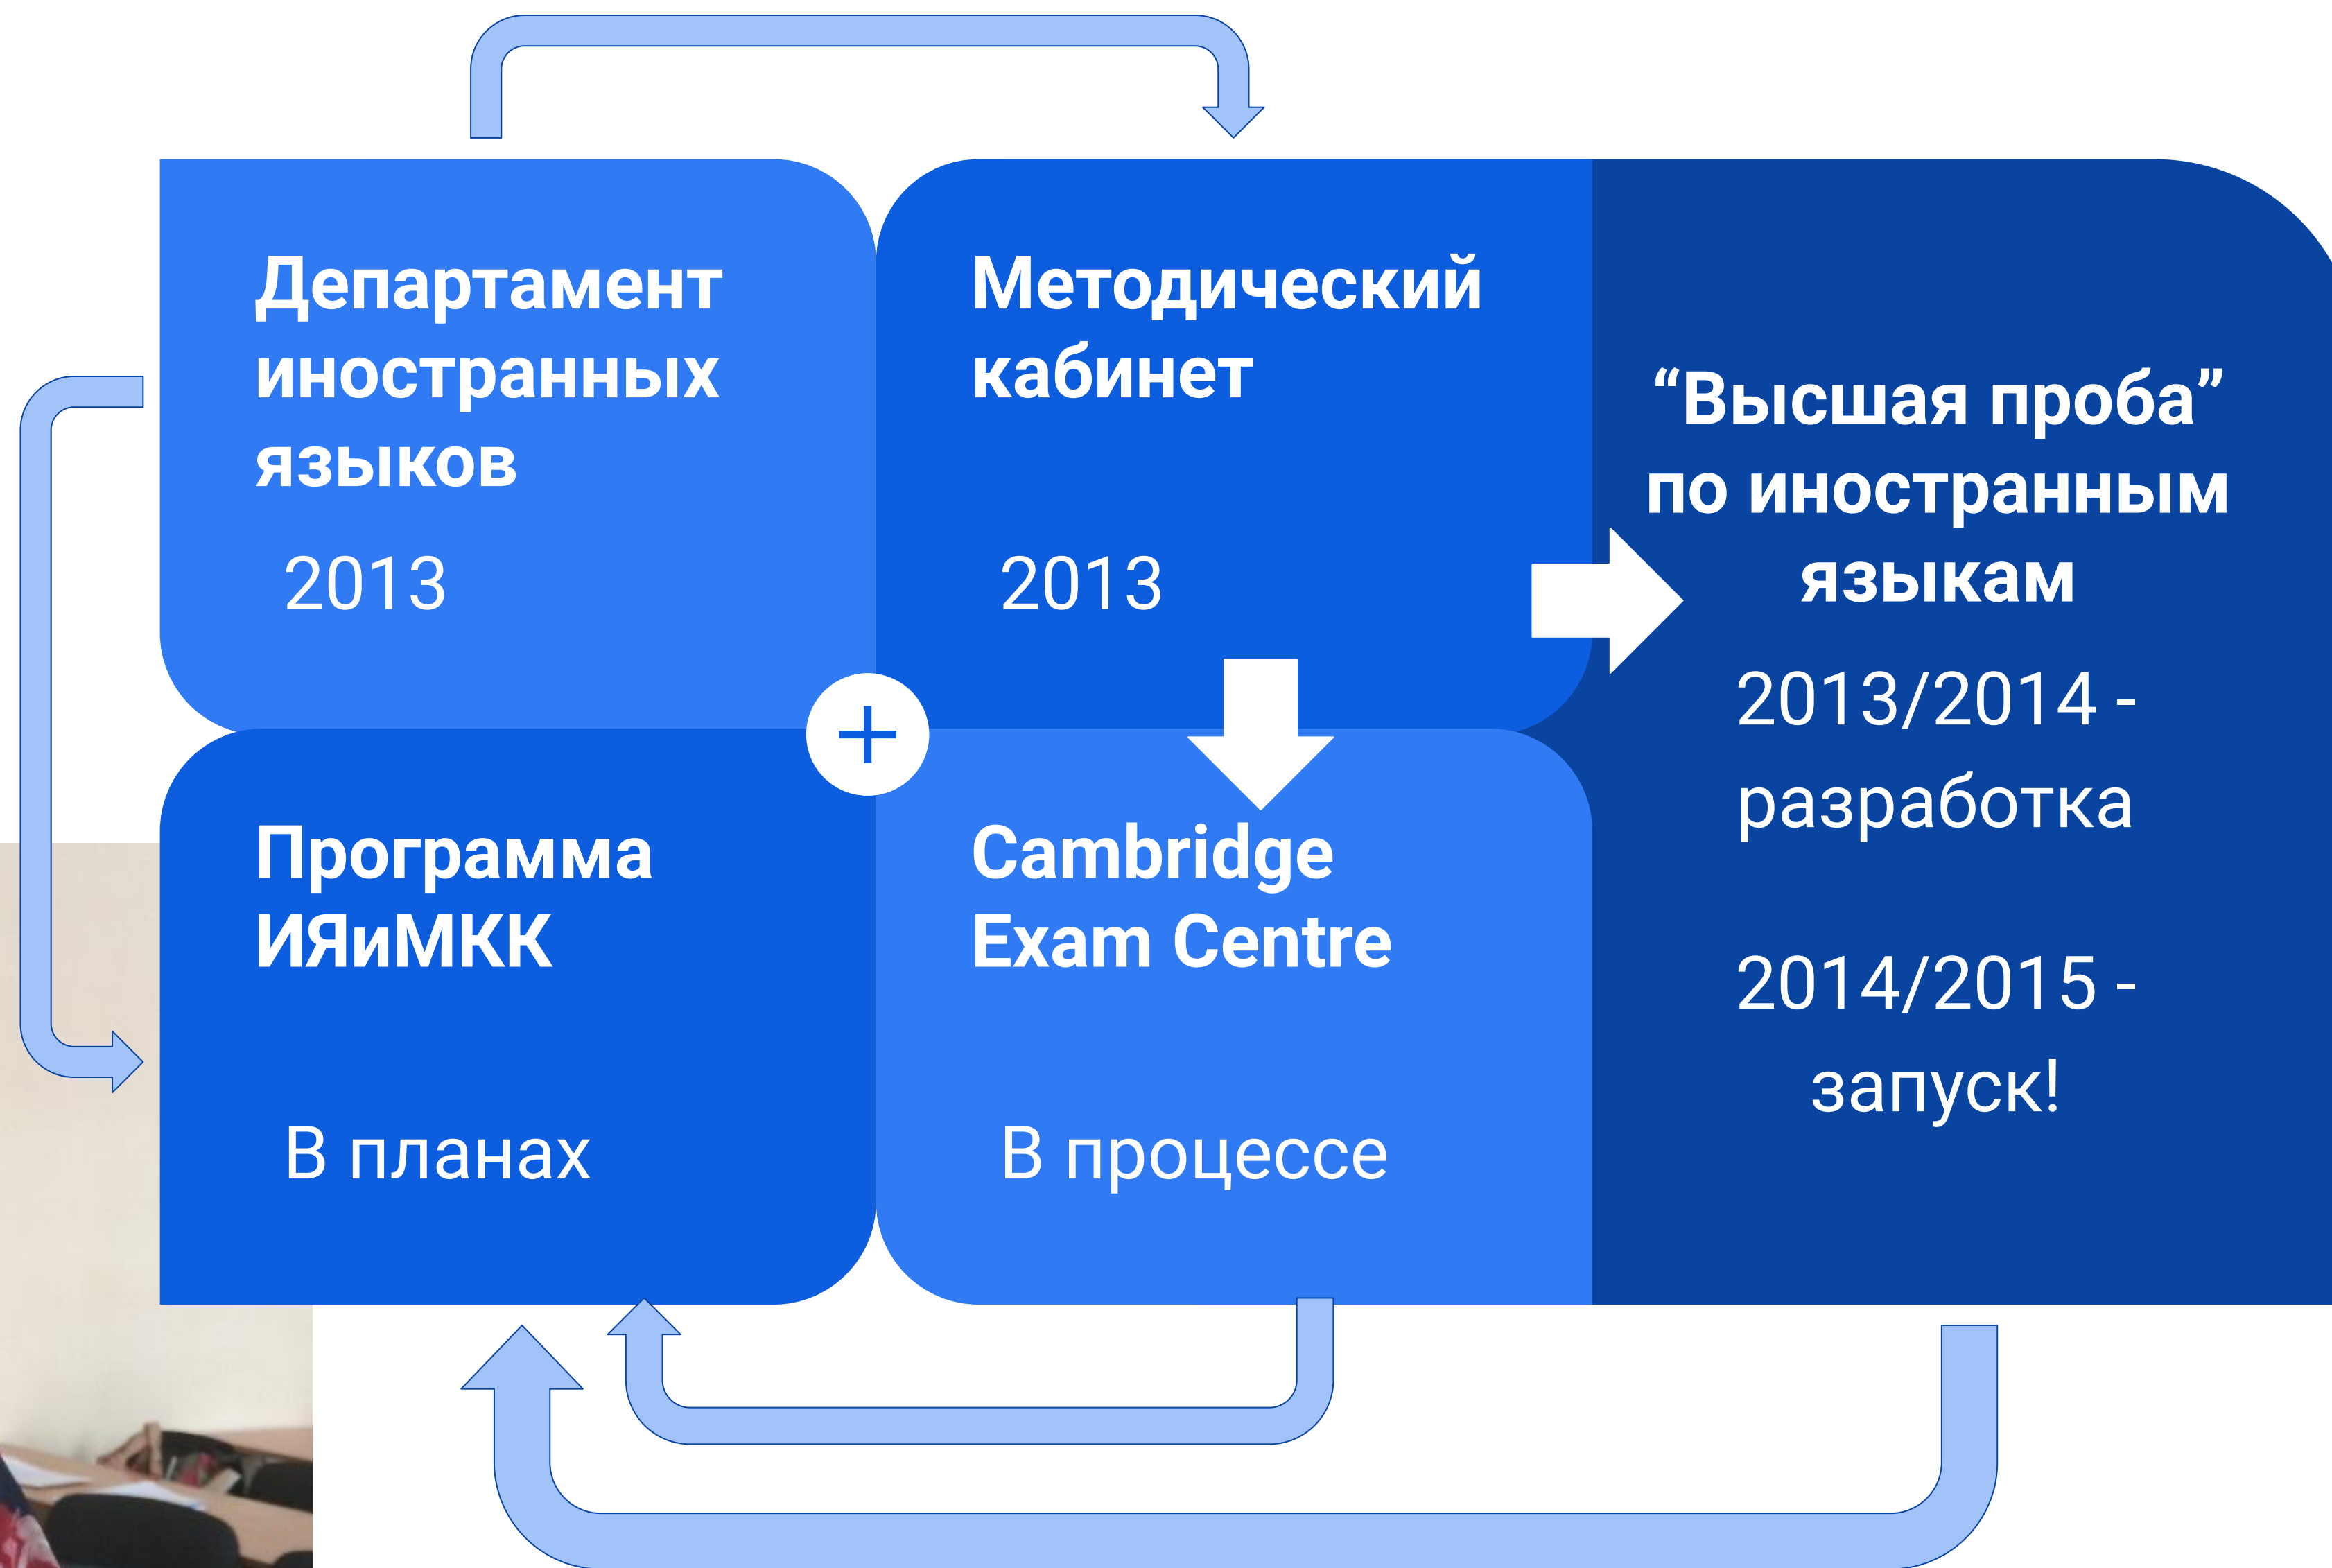 Департамент
иностранных
языков
2013
Методический
кабинет
2013
“Высшая проба”
по иностранным
языкам
2013/2014 -
разработка
2014/2015 -
запуск!
+
Программа
ИЯиМКК
В планах
Cambridge
Exam Centre
В процессе